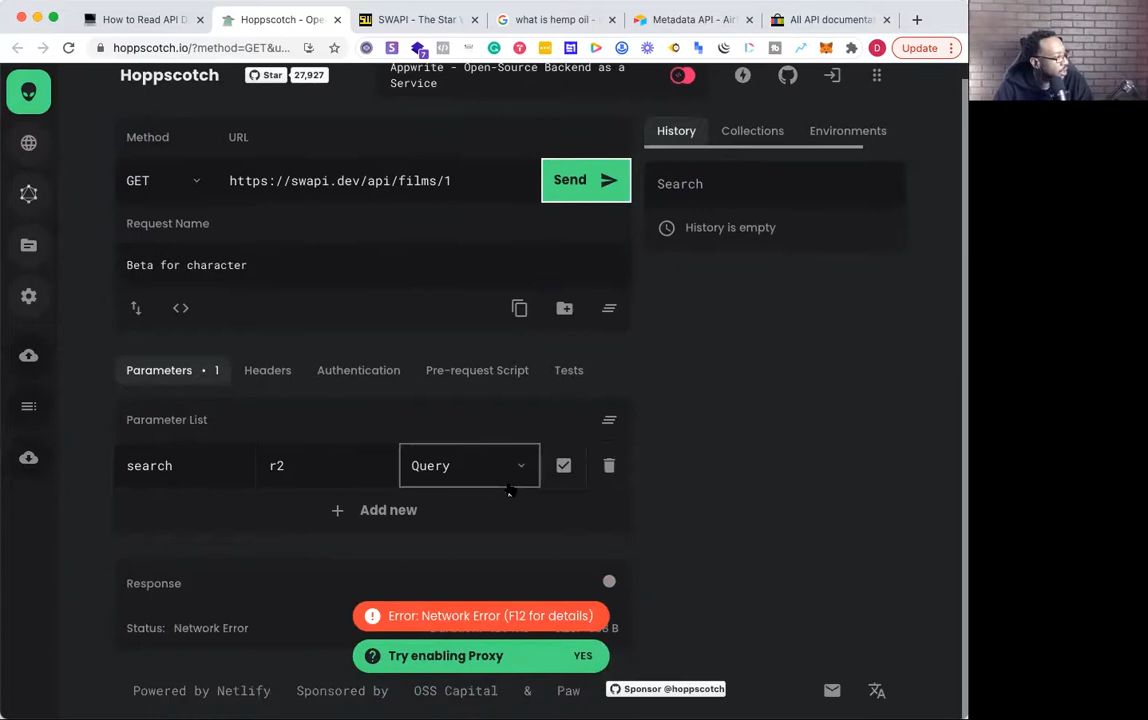 How to Read API D
Hoppscotch - Ope
SWAPI - The Star
what is hemp oil -
Metadata API - Air
All API documenta
hoppscotch.io/?method=GET&u...
D
Update
7
Hoppscotch
Star
27,927
Appwrite - Open-Source Backend as a
Service
Method
URL
GET
https://swapi.dev/api/films/1
Send
Request Name
Beta for character
Parameters • 1
Headers
Authentication
Pre-request Script
Tests
Parameter List
search
r2
Query
Add new
Response
Status: Network Error
B
Error: Network Error (F12 for details)
Try enabling Proxy
YES
Powered by Netlify
Sponsored by
OSS Capital
&
Paw
Sponsor @hoppscotch
History
Collections
Environments
Search
History is empty